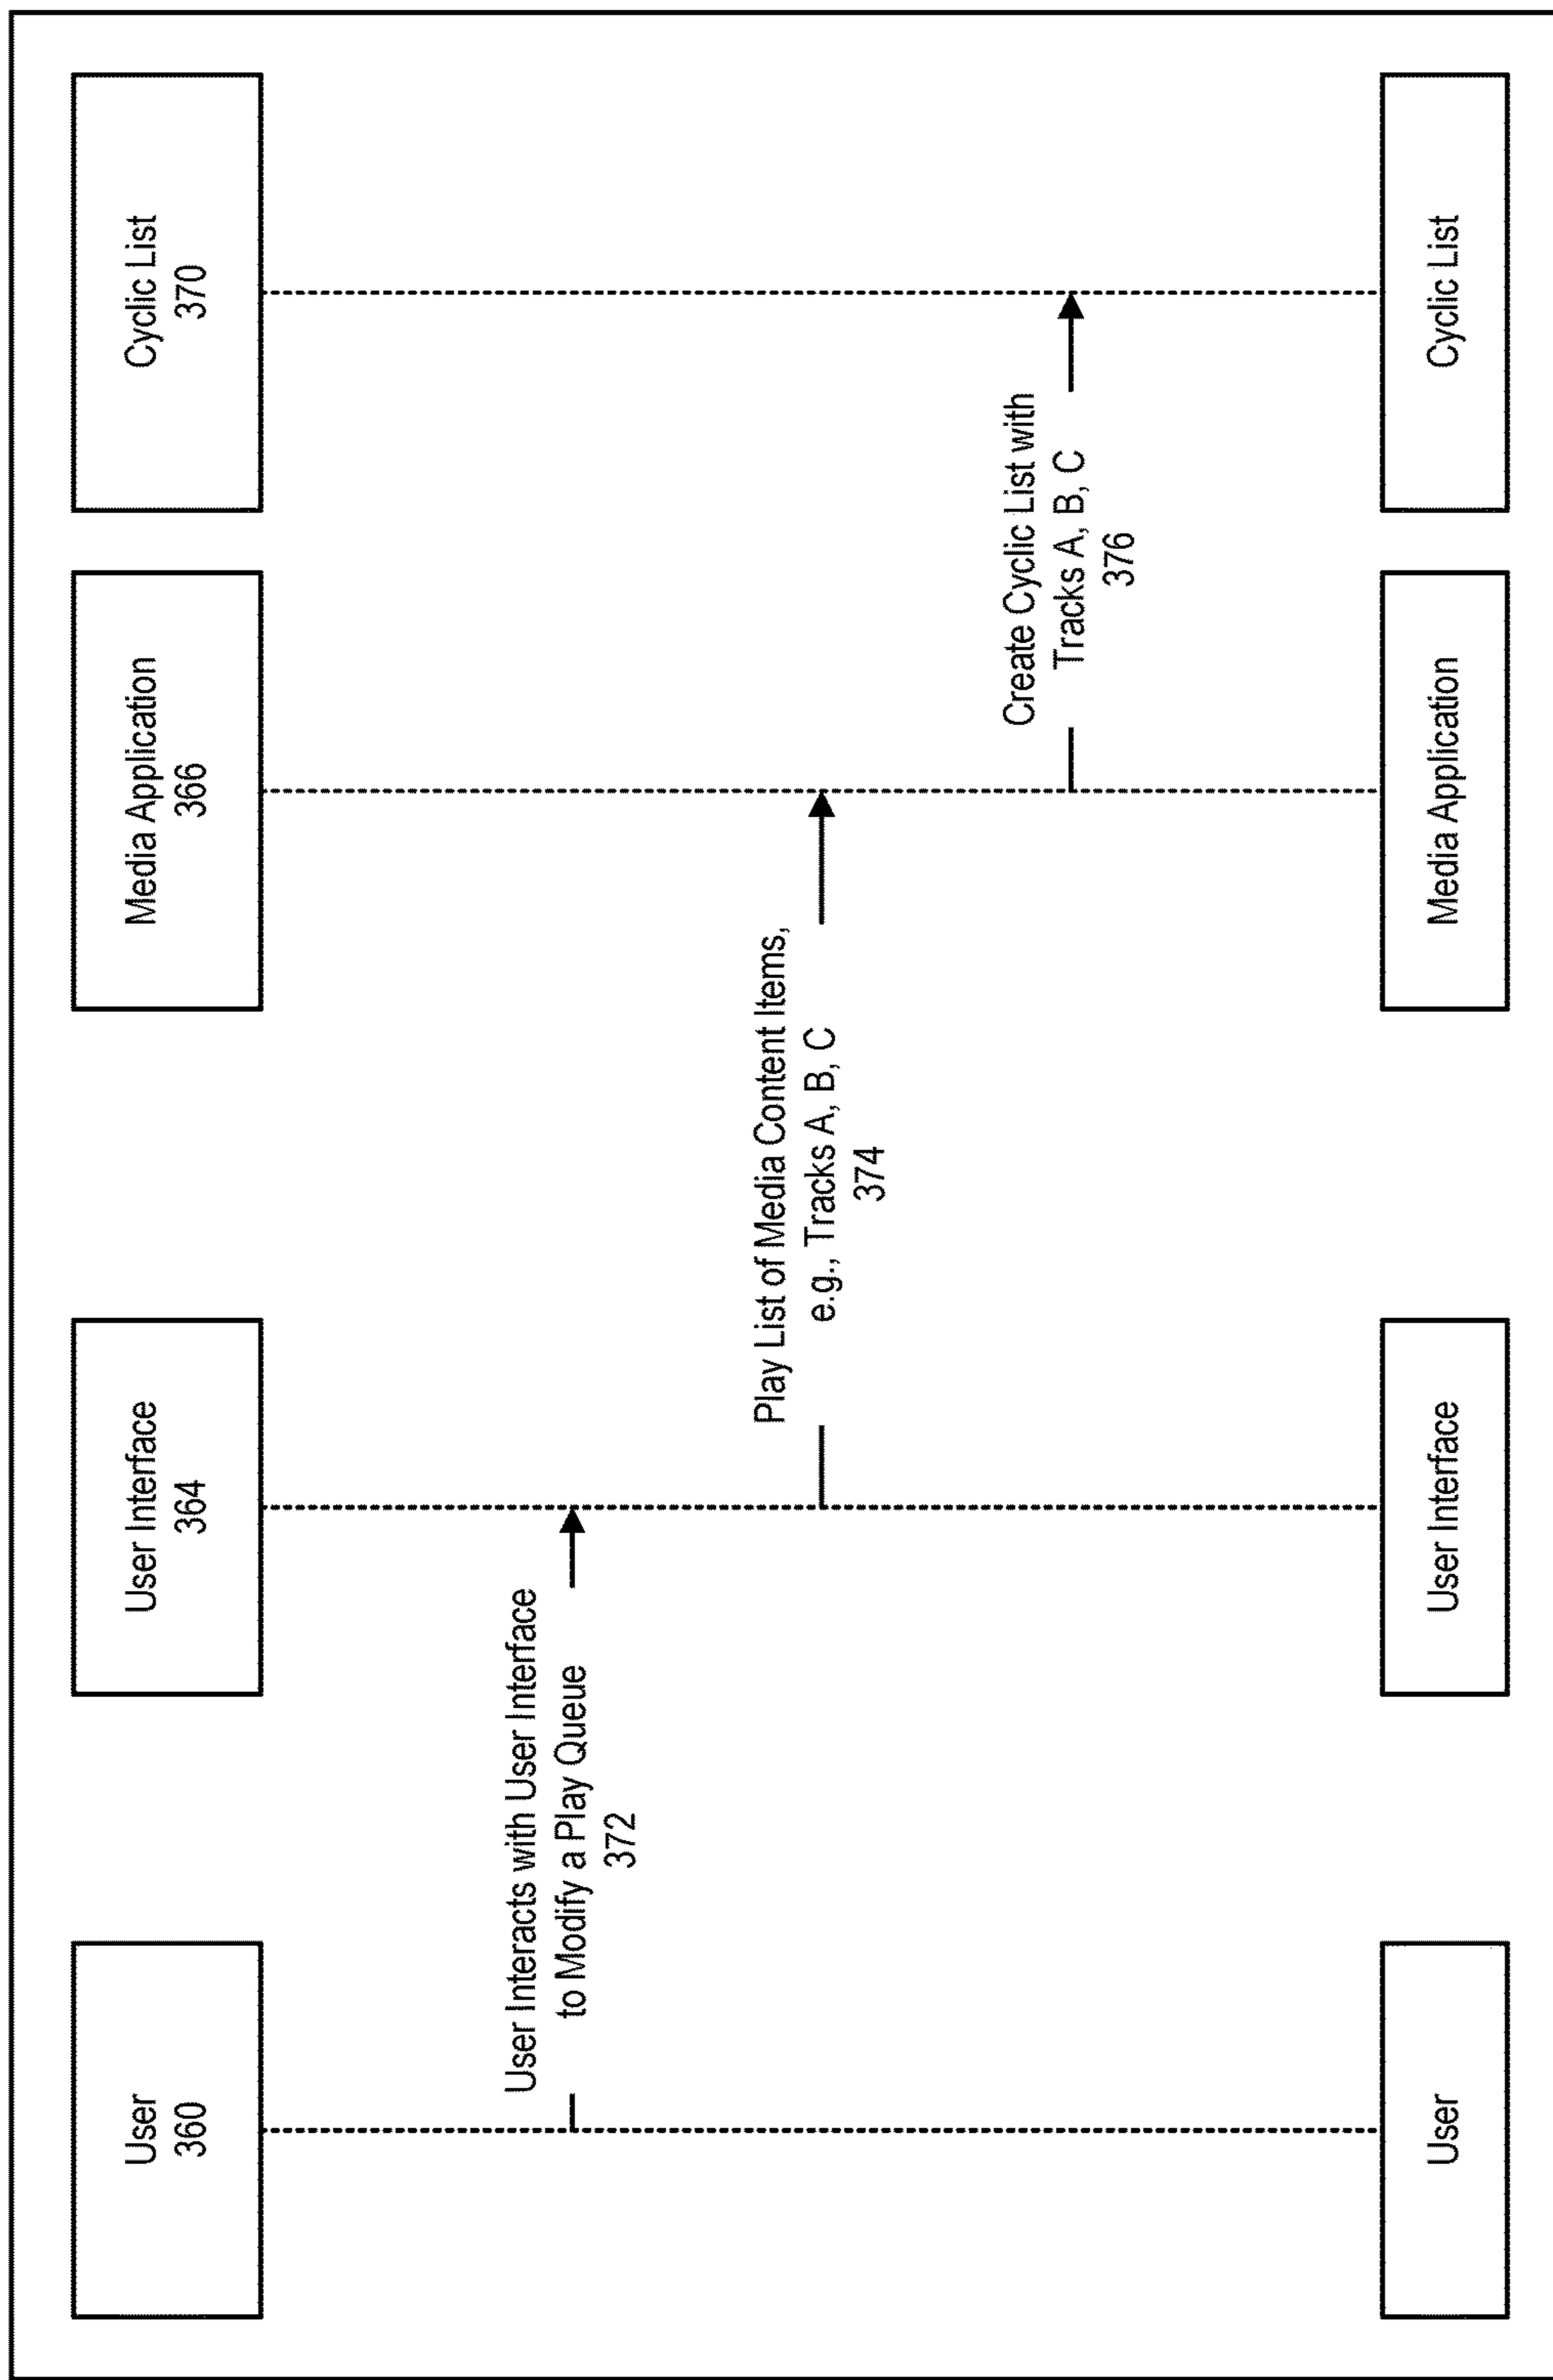 User
360
User Interface
364
Media Application
366
Cyclic List
370
User Interacts with User Interface
to Modify a Play Queue
372
Play List of Media Content Items,
e.g., Tracks A, B, C
374
Create Cyclic List with
Tracks A, B, C
376
User
User Interface
Media Application
Cyclic List